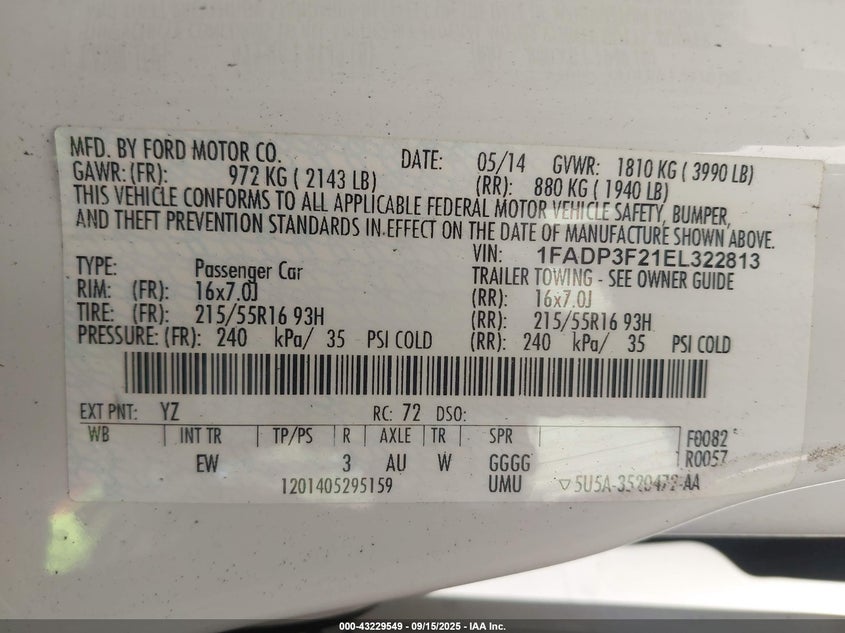 MFD. BY FORD MOTOR CO. DATE: 05/14 GVWR: 1810 KG ( 3990 LB)
GAWR: (FR): 972 KG ( 2143 LB) (RR): 880 KG ( 1940 LB)
THIS VEHICLE CONFORMS TO ALL APPLICABLE FEDERAL MOTOR VEHICLE SAFETY, BUMPER,
AND THEFT PREVENTION STANDARDS IN EFFECT ON THE DATE OF MANUFACTURE SHOWN ABOVE.
VIN: 1FADP3F21EL322813
TYPE: Passenger Car TRAILER TOWING - SEE OWNER GUIDE
RIM: (FR): 16x7.0J (RR): 16x7.0J
TIRE: (FR): 215/55R16 93H (RR): 215/55R16 93H
PRESSURE: (FR): 240 kPa/ 35 PSI COLD (RR): 240 kPa/ 35 PSI COLD
EXT PNT: YZ RC: 72 DSO:
WB INT TR TP/PS R AXLE TR SPR F0082
EW 3 AU W GGGG R0057
1201405295159 UMU ▽5U5A-3520472-AA
000-43229549 - 09/15/2025 - IAA Inc.